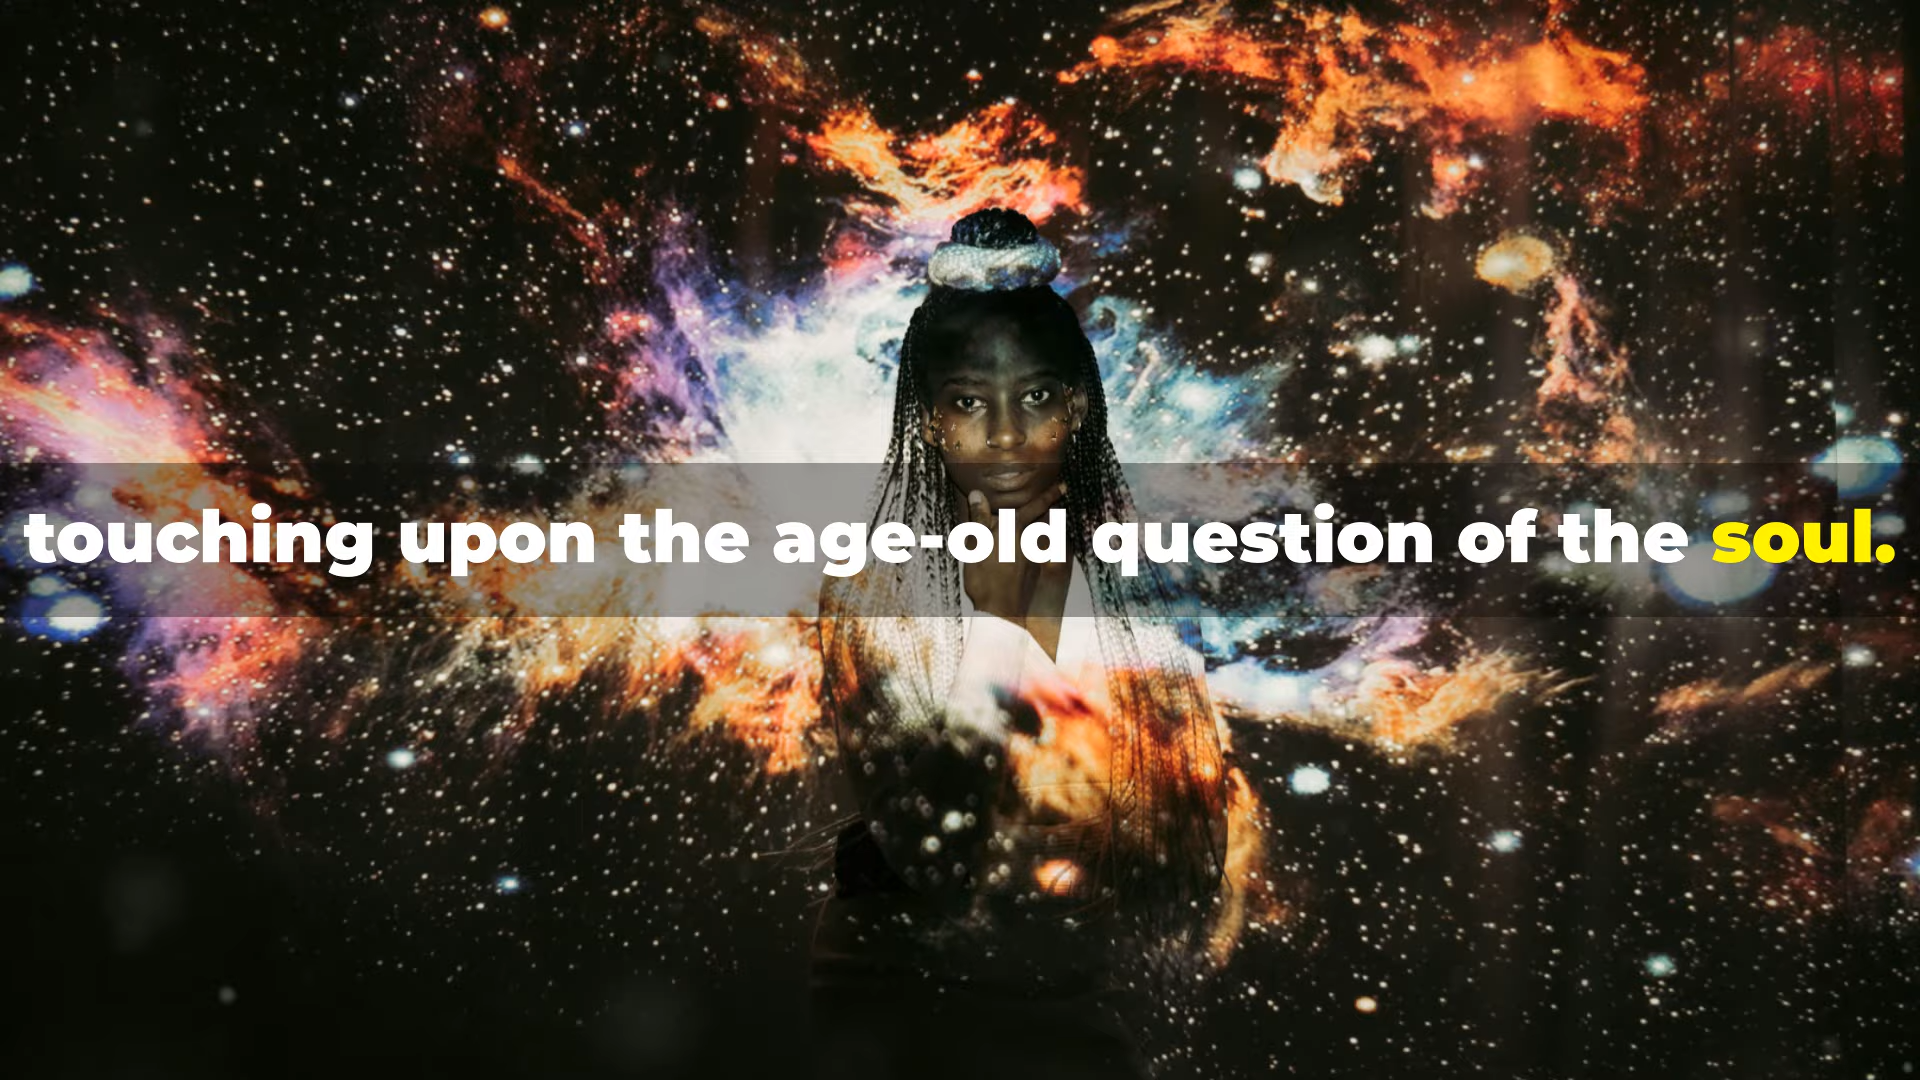 touching upon the age-old question of the soul.